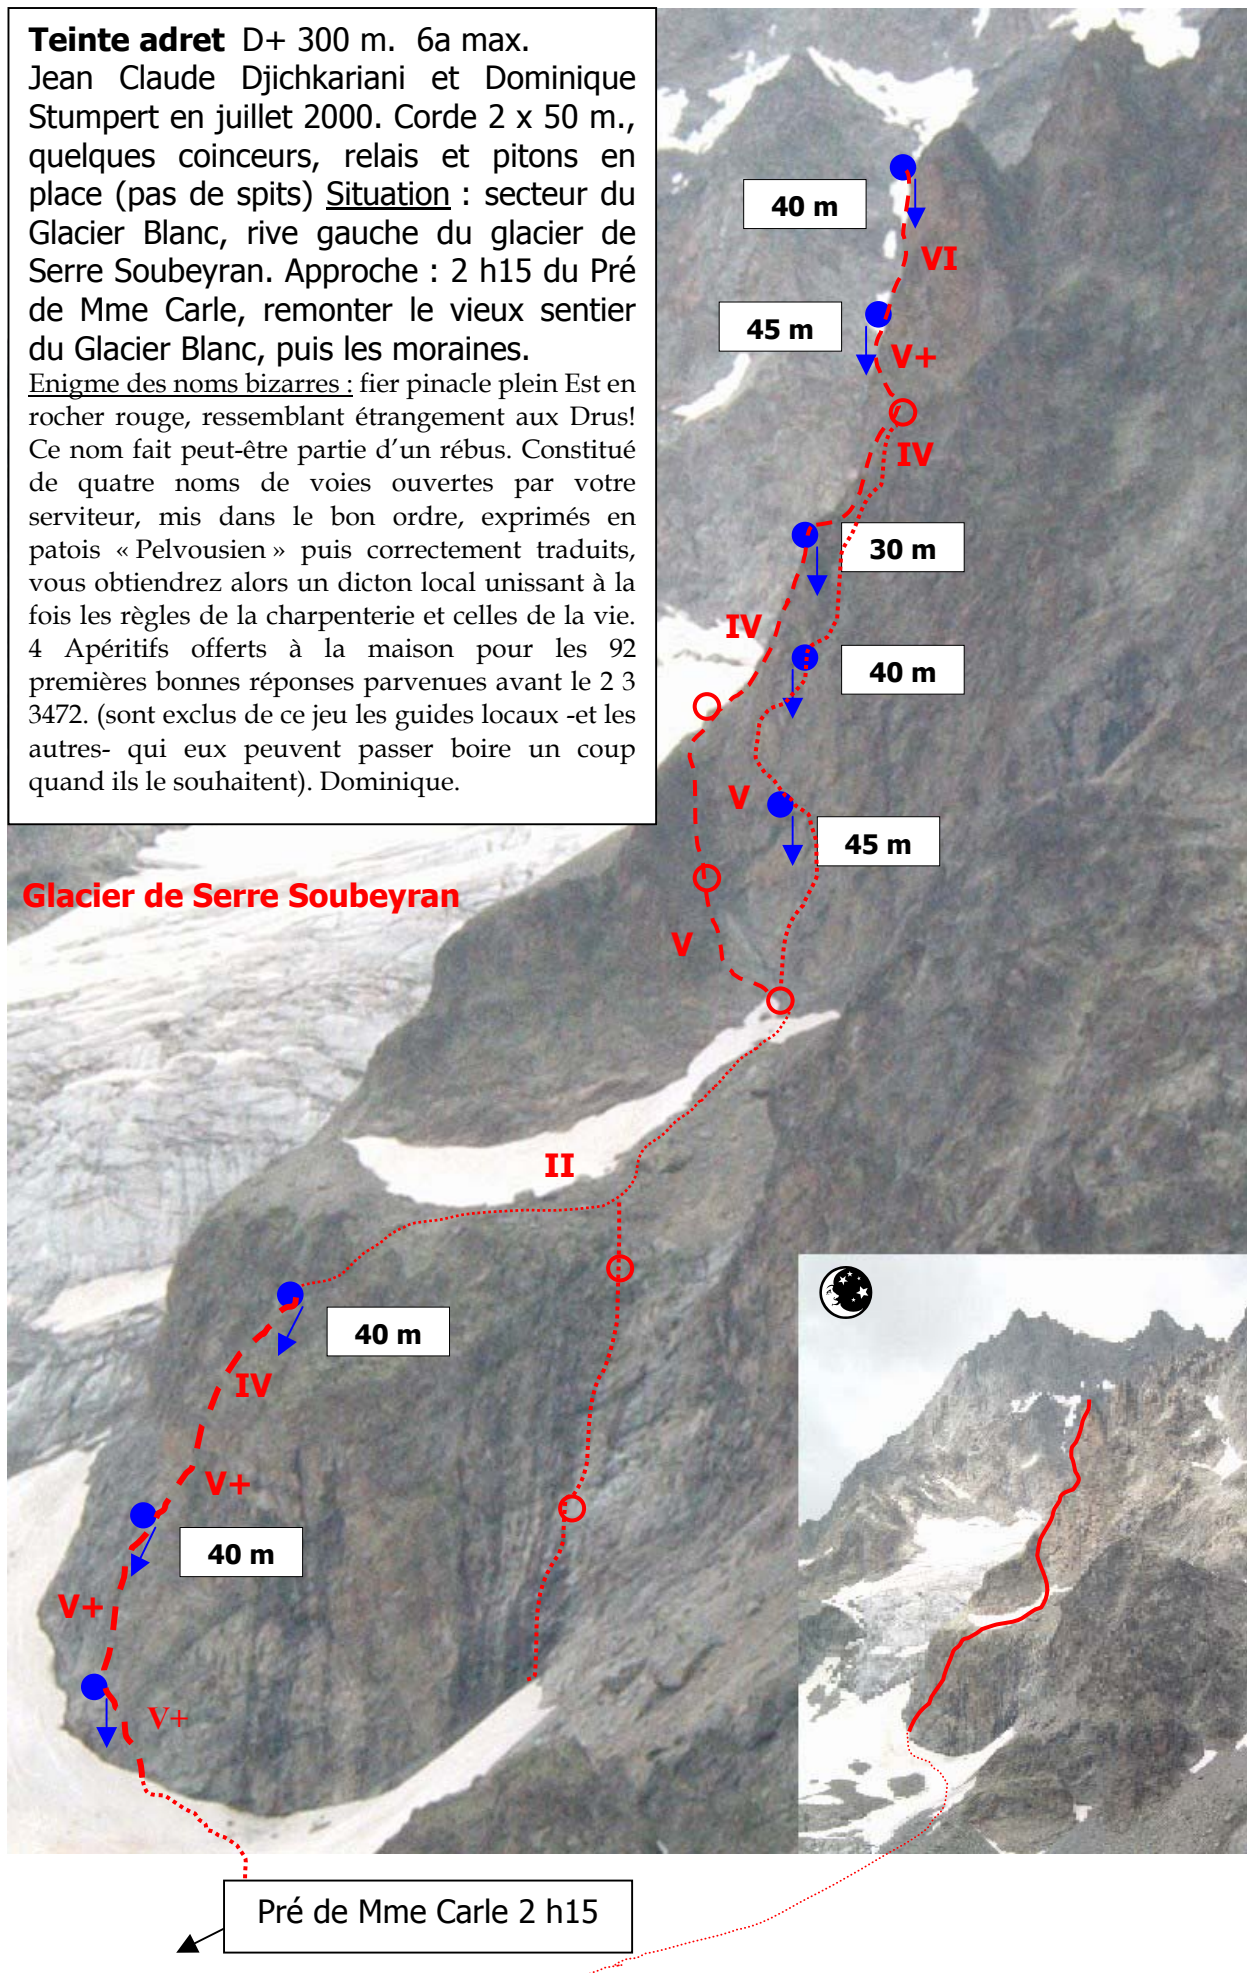 Teinte adret D+ 300 m. 6a max.
Jean Claude Djichkariani et Dominique
Stumpert en juillet 2000. Corde 2 x 50 m.,
quelques coinceurs, relais et pitons en
place (pas de spits) Situation : secteur du
Glacier Blanc, rive gauche du glacier de
Serre Soubeyran. Approche : 2 h15 du Pré
de Mme Carle, remonter le vieux sentier
du Glacier Blanc, puis les moraines.
Enigme des noms bizarres : fier pinacle plein Est en
rocher rouge, ressemblant étrangement aux Drus!
Ce nom fait peut-être partie d'un rébus. Constitué
de quatre noms de voies ouvertes par votre
serviteur, mis dans le bon ordre, exprimés en
patois « Pelvousien » puis correctement traduits,
vous obtiendrez alors un dicton local unissant à la
fois les règles de la charpenterie et celles de la vie.
4 Apéritifs offerts à la maison pour les 92
premières bonnes réponses parvenues avant le 2 3
3472. (sont exclus de ce jeu les guides locaux -et les
autres- qui eux peuvent passer boire un coup
quand ils le souhaitent). Dominique.
40 m
VI
45 m
V+
IV
30 m
IV
40 m
V
45 m
Glacier de Serre Soubeyran
V
II
40 m
IV
V+
40 m
V+
V+
Pré de Mme Carle 2 h15